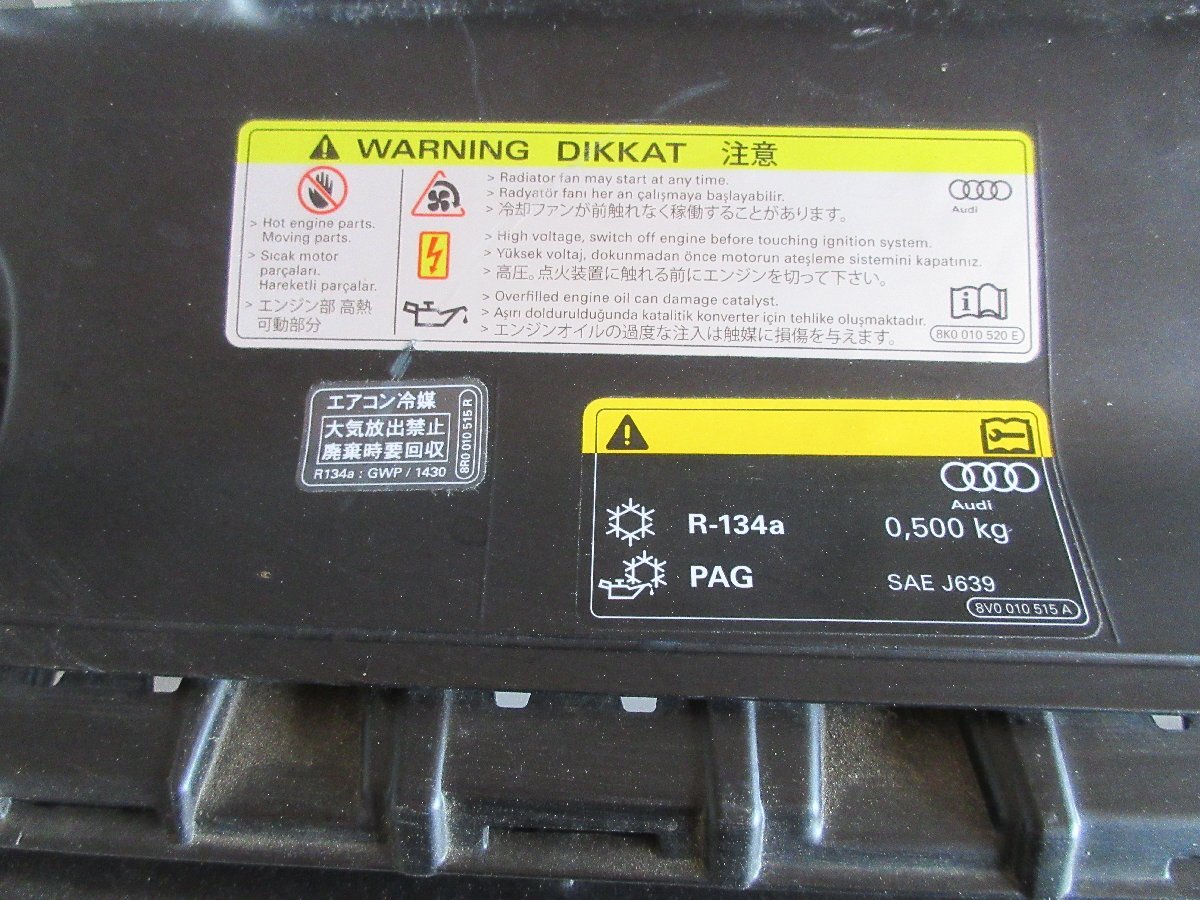 WARNING DIKKAT 注意
> Hot engine parts.
Moving parts.
> Sıcak motor
parçaları.
Hareketli parçalar.
> エンジン部 高熱
可動部分
> Radiator fan may start at any time.
> Radyatör fanı her an çalışmaya başlayabilir.
> 冷却ファンが前触れなく稼働することがあります。
> High voltage, switch off engine before touching ignition system.
> Yüksek voltaj, dokunmadan önce motorun ateşleme sistemini kapatınız.
> 高圧。点火装置に触れる前にエンジンを切って下さい。
> Overfilled engine oil can damage catalyst.
> Aşırı doldurulduğunda katalitik konverter için tehlike oluşmaktadır.
> エンジンオイルの過度な注入は触媒に損傷を与えます。
Audi
8K0 010 520 E
エアコン冷媒
大気放出禁止
廃棄時要回収
R134a : GWP / 1430
8R0 010 515 R
Audi
R-134a 0,500 kg
PAG SAE J639
8V0 010 515 A